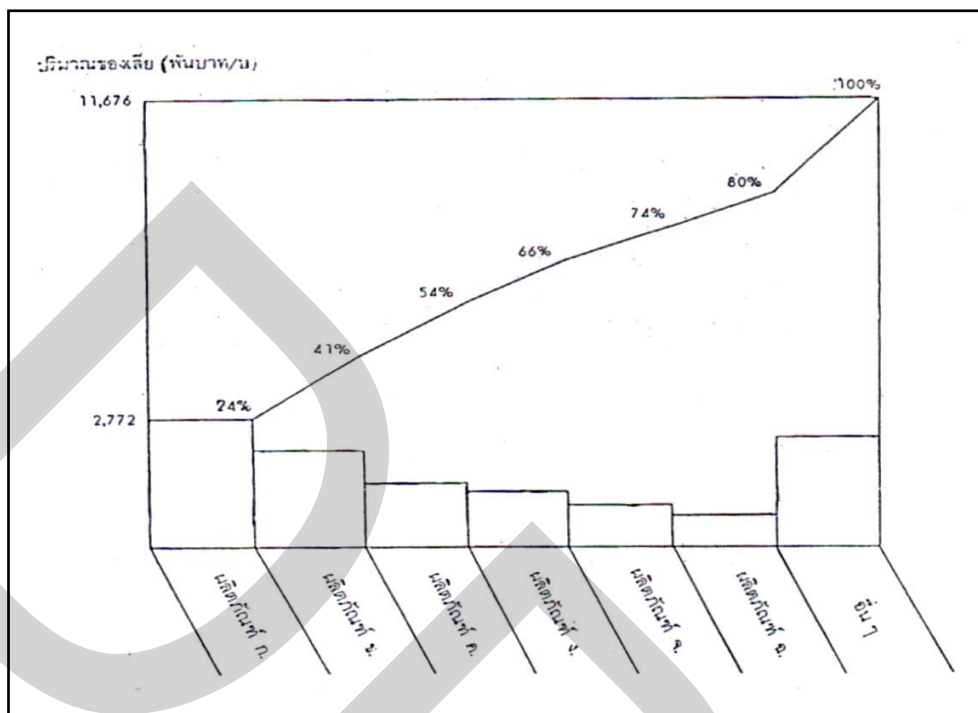 ปริมาณของเสีย (พันบาท/ป)
11,676
100%
80%
74%
66%
54%
41%
24%
2,772
ผลิตภัณฑ์ ก.
ผลิตภัณฑ์ ข.
ผลิตภัณฑ์ ค.
ผลิตภัณฑ์ ง.
ผลิตภัณฑ์ จ.
ผลิตภัณฑ์ ฉ.
อื่น ๆ